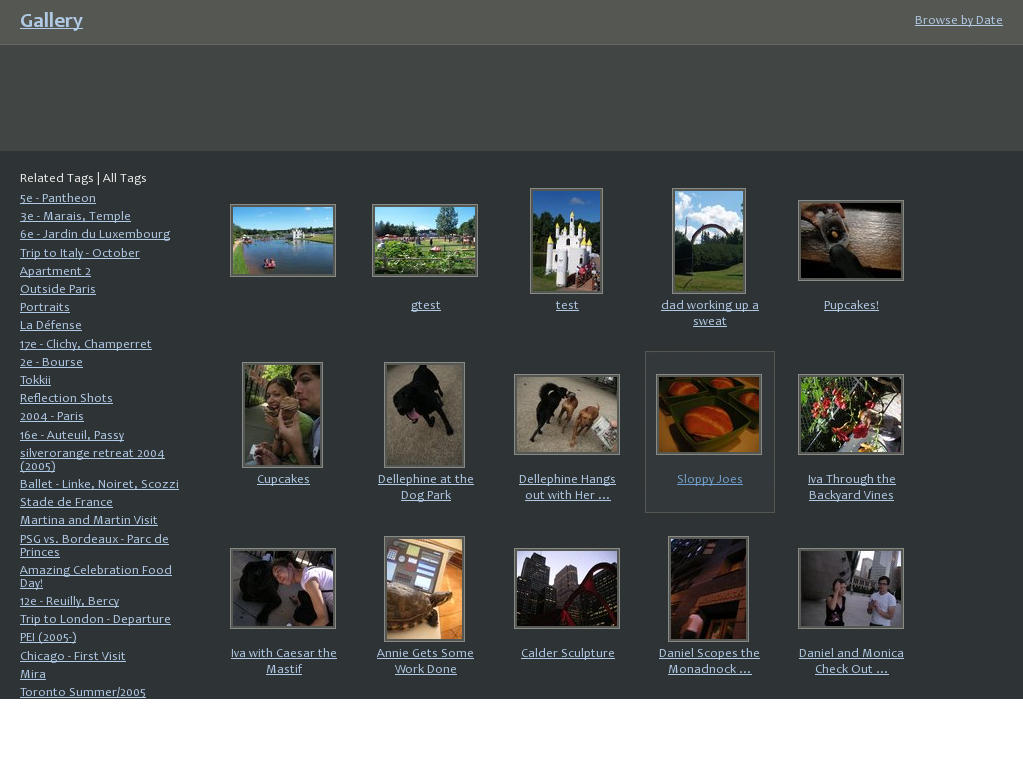 Gallery
Browse by Date
Related Tags | All Tags
5e - Pantheon
3e - Marais, Temple
6e - Jardin du Luxembourg
Trip to Italy - October
Apartment 2
Outside Paris
Portraits
La Défense
17e - Clichy, Champerret
2e - Bourse
Tokkii
Reflection Shots
2004 - Paris
16e - Auteuil, Passy
silverorange retreat 2004
(2005)
Ballet - Linke, Noiret, Scozzi
Stade de France
Martina and Martin Visit
PSG vs. Bordeaux - Parc de
Princes
Amazing Celebration Food
Day!
12e - Reuilly, Bercy
Trip to London - Departure
PEI (2005-)
Chicago - First Visit
Mira
Toronto Summer/2005
gtest
test
dad working up a
sweat
Pupcakes!
Cupcakes
Dellephine at the
Dog Park
Dellephine Hangs
out with Her ...
Sloppy Joes
Iva Through the
Backyard Vines
Iva with Caesar the
Mastif
Annie Gets Some
Work Done
Calder Sculpture
Daniel Scopes the
Monadnock ...
Daniel and Monica
Check Out ...